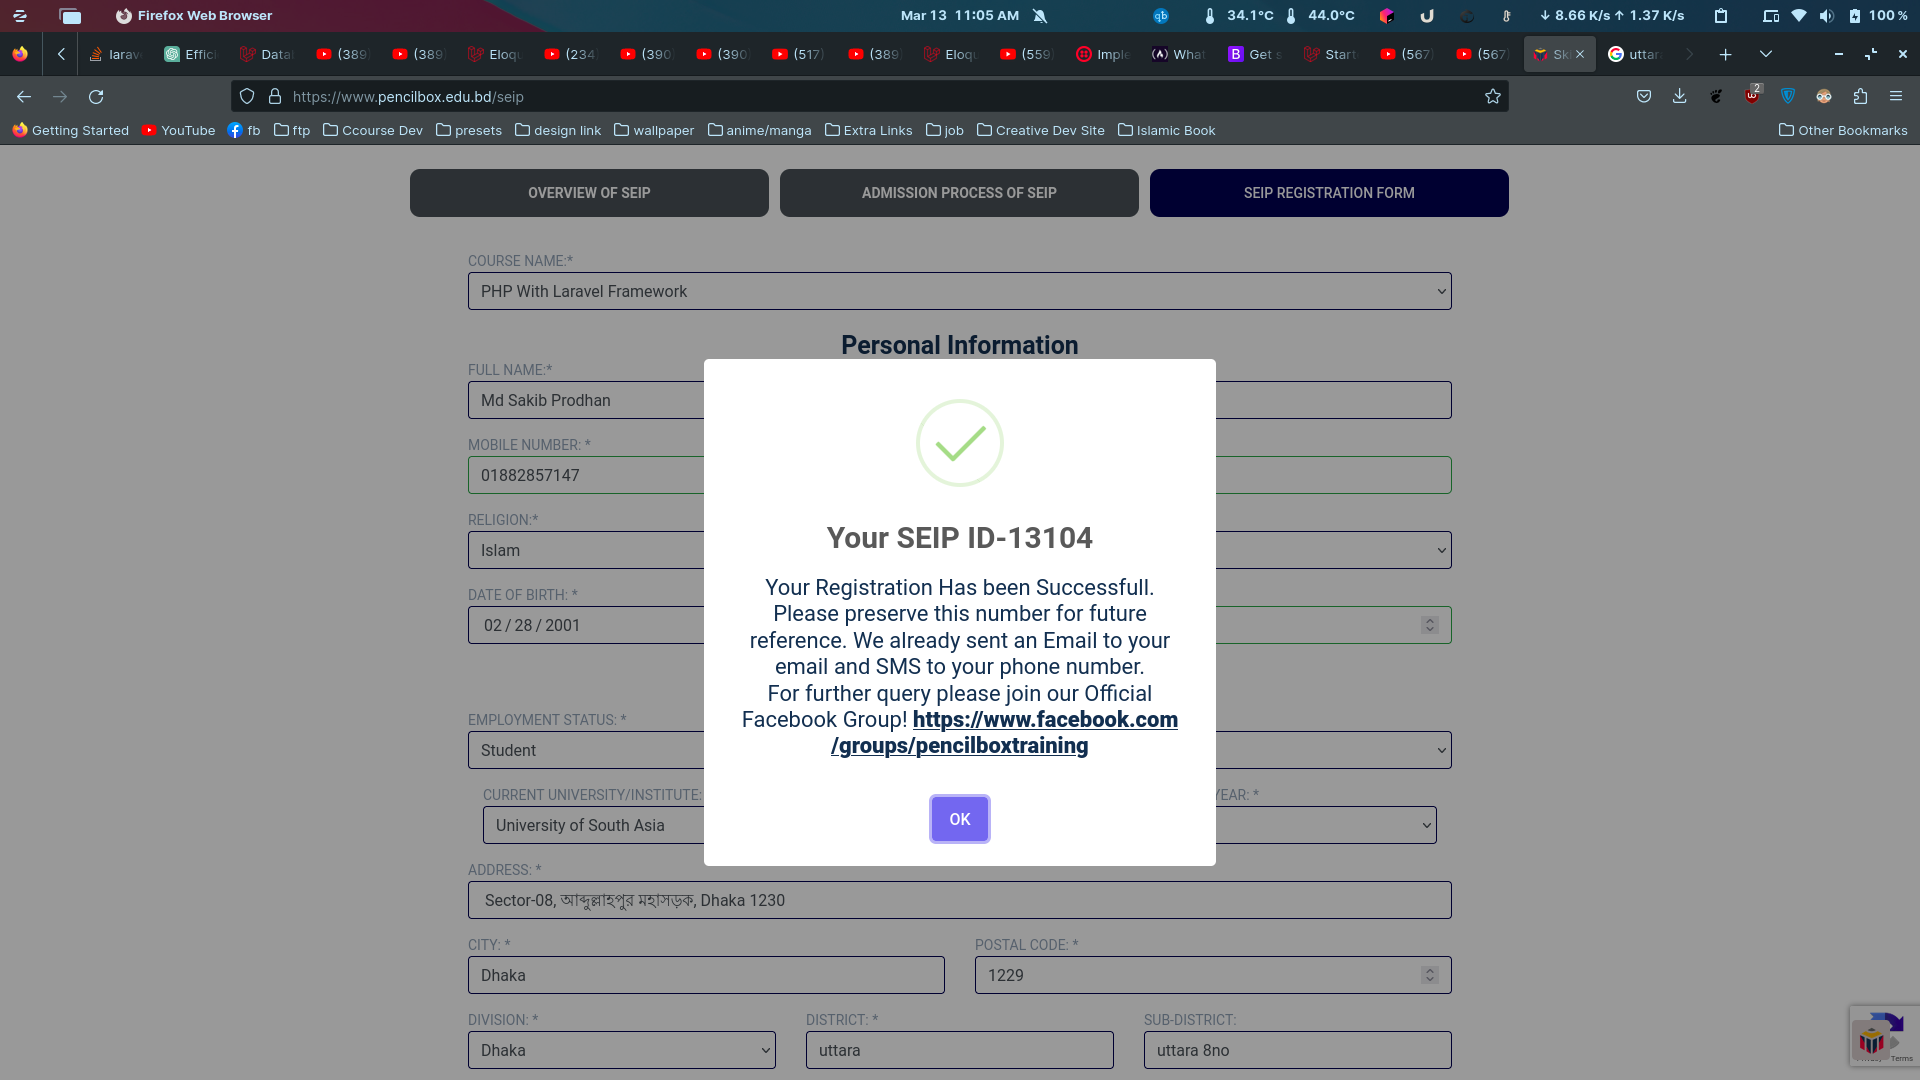 Firefox Web Browser
Mar 13 11:05 AM
34.1°C
44.0°C
↓ 8.66 K/s ↑ 1.37 K/s
100 %
larav
Effici
Datal
(389)
(389
Eloqu
(234)
(390
(390)
(517)
(389
Eloqu
(559
Imple
What
Get s
Start
(567)
(567)
Sk
uttar
https://www.pencilbox.edu.bd/seip
2
Getting Started
YouTube
fb
ftp
Ccourse Dev
presets
design link
wallpaper
anime/manga
Extra Links
job
Creative Dev Site
Islamic Book
Other Bookmarks
OVERVIEW OF SEIP
ADMISSION PROCESS OF SEIP
SEIP REGISTRATION FORM
COURSE NAME:*
PHP With Laravel Framework
Personal Information
FULL NAME:*
Md Sakib Prodhan
MOBILE NUMBER: *
01882857147
RELIGION:*
Islam
DATE OF BIRTH: *
02 / 28 / 2001
Your SEIP ID-13104
Your Registration Has been Successfull.
Please preserve this number for future
reference. We already sent an Email to your
email and SMS to your phone number.
For further query please join our Official
Facebook Group! https://www.facebook.com
/groups/pencilboxtraining
OK
EMPLOYMENT STATUS: *
Student
CURRENT UNIVERSITY/INSTITUTE:
YEAR: *
University of South Asia
ADDRESS: *
Sector-08, আব্দুল্লাহপুর মহাসড়ক, Dhaka 1230
CITY: *
POSTAL CODE: *
Dhaka
1229
DIVISION: *
DISTRICT: *
SUB-DISTRICT:
Dhaka
uttara
uttara 8no
Terms